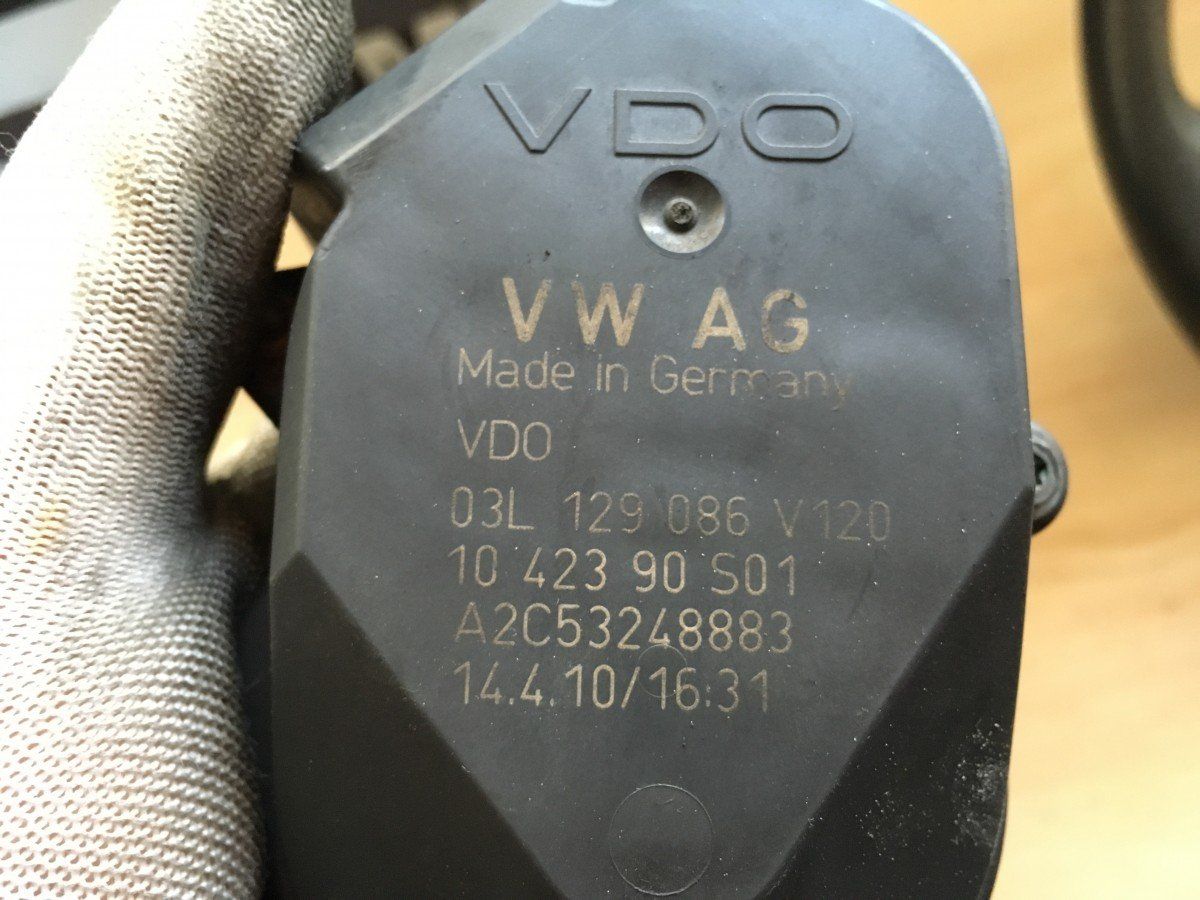 VDO
VW AG
Made in Germany
VDO
03L 129 086 V120
10 423 90 S01
A2C53248883
14.4.10/16:31